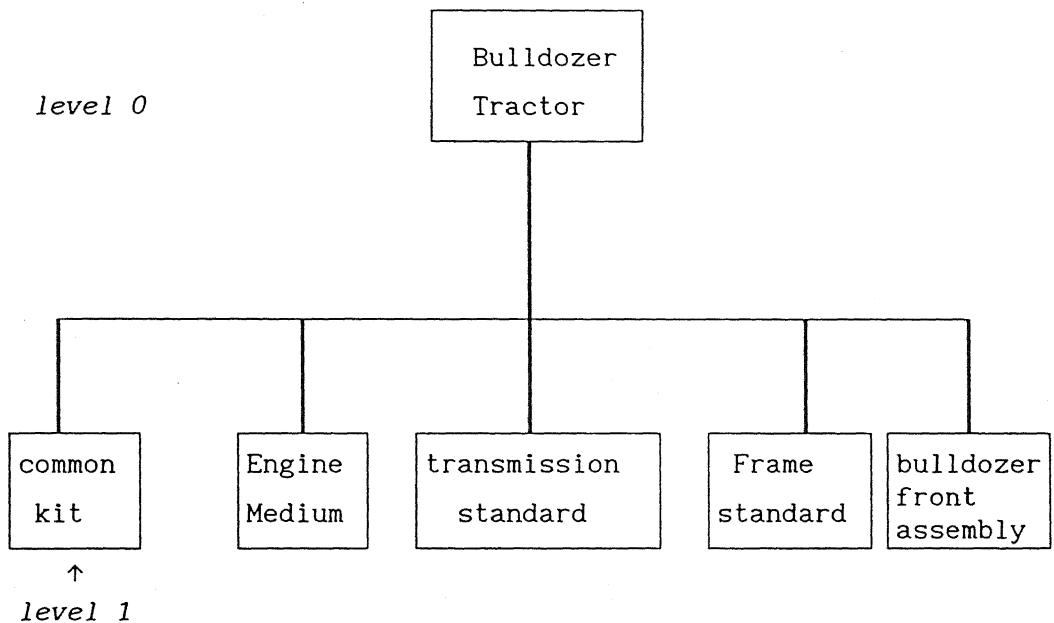 Bulldozer
Tractor
level 0
common
kit
Engine
Medium
transmission
standard
Frame
standard
bulldozer
front
assembly
↑
level 1